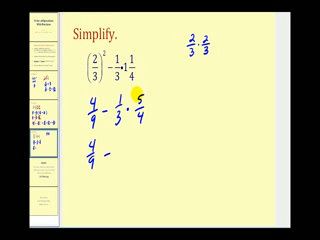 Simplify.
2/3 · 2/3
(2/3)² − 1/3 · 1 1/4
4/9 − 1/3 · 5/4
4/9 −